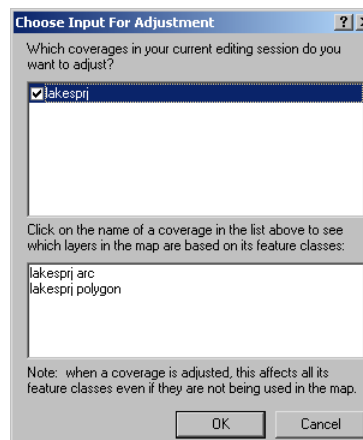 Choose Input For Adjustment
Which coverages in your current editing session do you
want to adjust?
lakesprj
Click on the name of a coverage in the list above to see
which layers in the map are based on its feature classes:
lakesprj arc
lakesprj polygon
Note: when a coverage is adjusted, this affects all its
feature classes even if they are not being used in the map.
OK Cancel